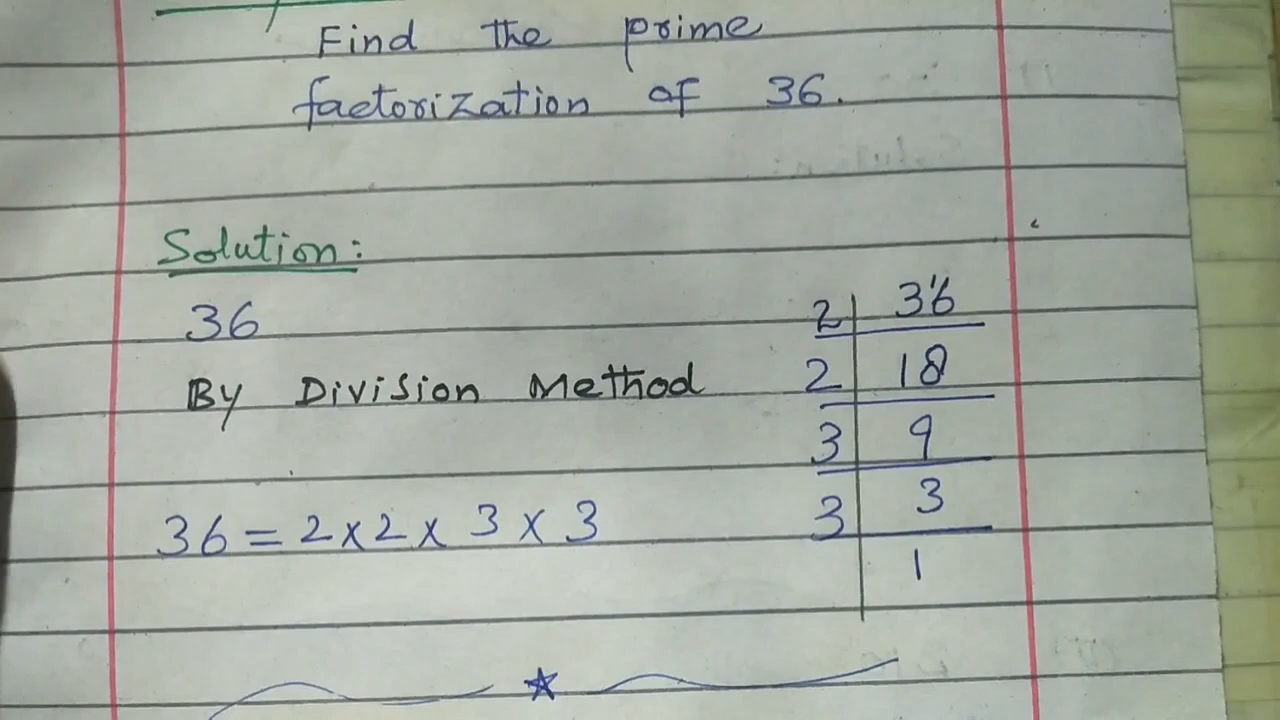 Find the prime
factorization of 36.
Solution:
36
By Division Method
36 = 2 x 2 x 3 x 3
2 | 36
2 | 18
3 | 9
3 | 3
1